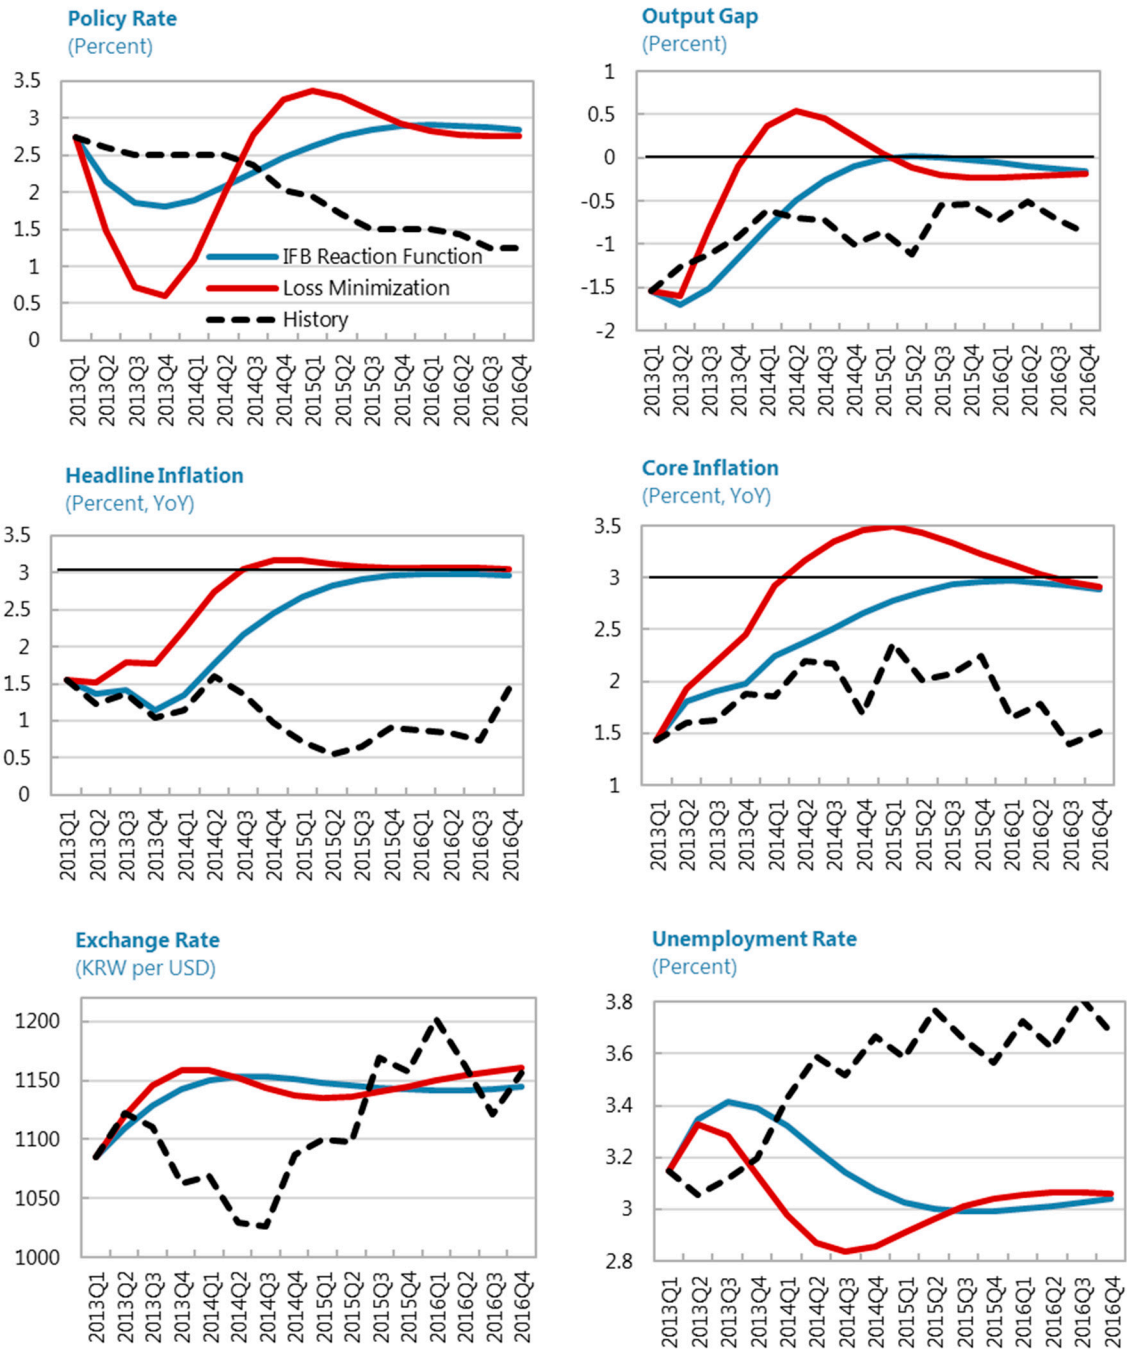 Policy Rate
(Percent)
3.5
3
2.5
2
1.5
1
0.5
0
IFB Reaction Function
Loss Minimization
History
2013Q1
2013Q2
2013Q3
2013Q4
2014Q1
2014Q2
2014Q3
2014Q4
2015Q1
2015Q2
2015Q3
2015Q4
2016Q1
2016Q2
2016Q3
2016Q4
Output Gap
(Percent)
1
0.5
0
-0.5
-1
-1.5
-2
2013Q1
2013Q2
2013Q3
2013Q4
2014Q1
2014Q2
2014Q3
2014Q4
2015Q1
2015Q2
2015Q3
2015Q4
2016Q1
2016Q2
2016Q3
2016Q4
Headline Inflation
(Percent, YoY)
3.5
3
2.5
2
1.5
1
0.5
0
2013Q1
2013Q2
2013Q3
2013Q4
2014Q1
2014Q2
2014Q3
2014Q4
2015Q1
2015Q2
2015Q3
2015Q4
2016Q1
2016Q2
2016Q3
2016Q4
Core Inflation
(Percent, YoY)
3.5
3
2.5
2
1.5
1
2013Q1
2013Q2
2013Q3
2013Q4
2014Q1
2014Q2
2014Q3
2014Q4
2015Q1
2015Q2
2015Q3
2015Q4
2016Q1
2016Q2
2016Q3
2016Q4
Exchange Rate
(KRW per USD)
1200
1150
1100
1050
1000
2013Q1
2013Q2
2013Q3
2013Q4
2014Q1
2014Q2
2014Q3
2014Q4
2015Q1
2015Q2
2015Q3
2015Q4
2016Q1
2016Q2
2016Q3
2016Q4
Unemployment Rate
(Percent)
3.8
3.6
3.4
3.2
3
2.8
2013Q1
2013Q2
2013Q3
2013Q4
2014Q1
2014Q2
2014Q3
2014Q4
2015Q1
2015Q2
2015Q3
2015Q4
2016Q1
2016Q2
2016Q3
2016Q4